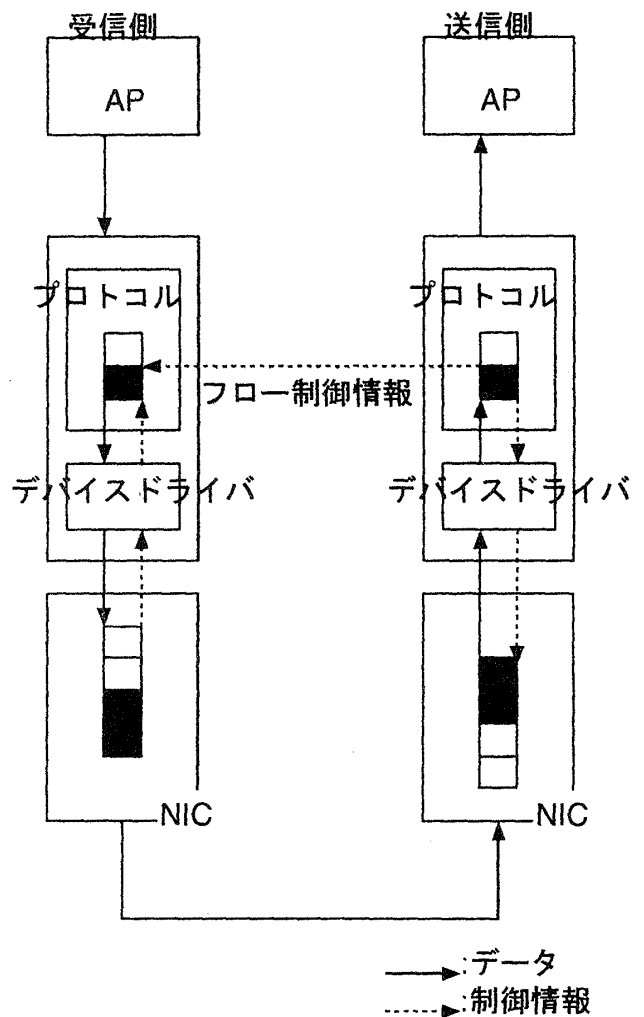 受信側
送信側
AP
AP
プロトコル
プロトコル
フロー制御情報
デバイスドライバ
デバイスドライバ
NIC
NIC
:データ
:制御情報